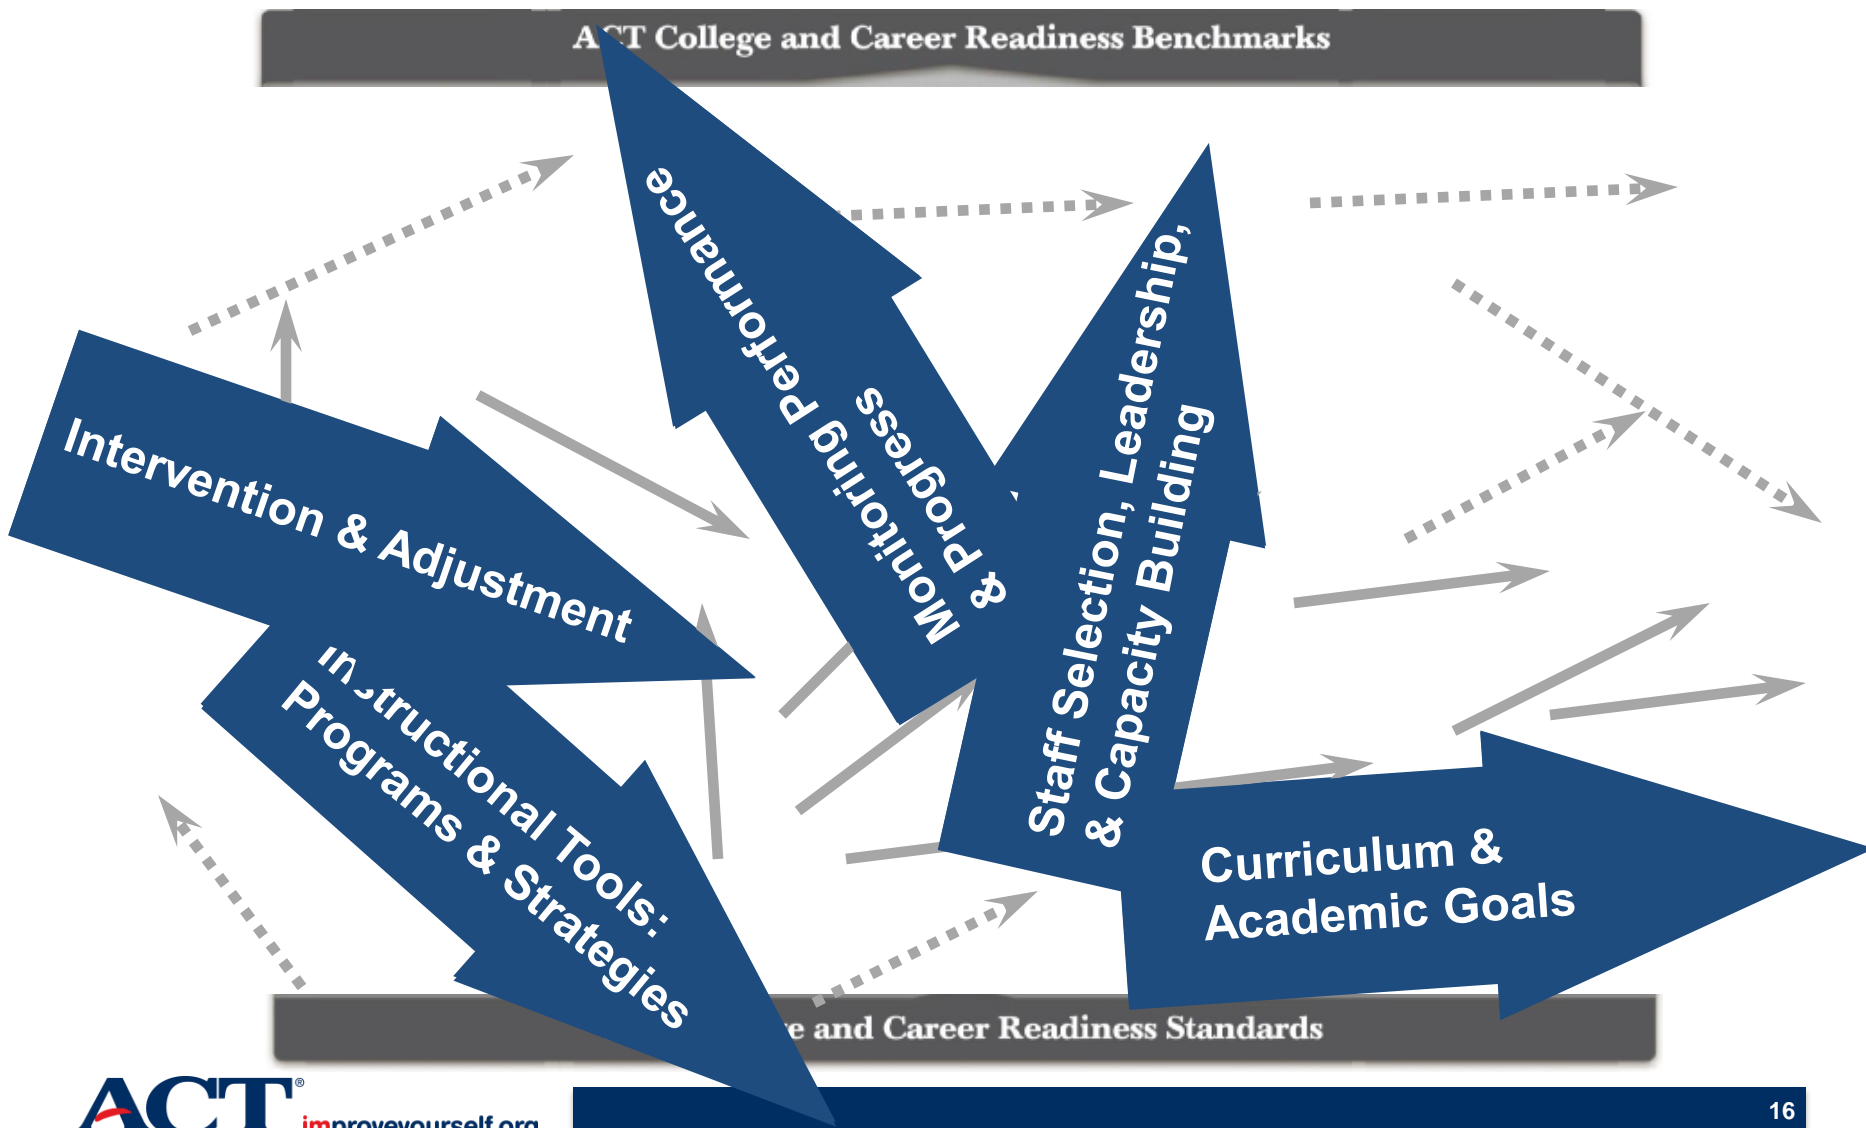 ACT College and Career Readiness Benchmarks
Monitoring Performance
& Progress
Staff Selection, Leadership,
& Capacity Building
Intervention & Adjustment
Instructional Tools:
Programs & Strategies
Curriculum &
Academic Goals
and Career Readiness Standards
ACT®
improveyourself.org
16